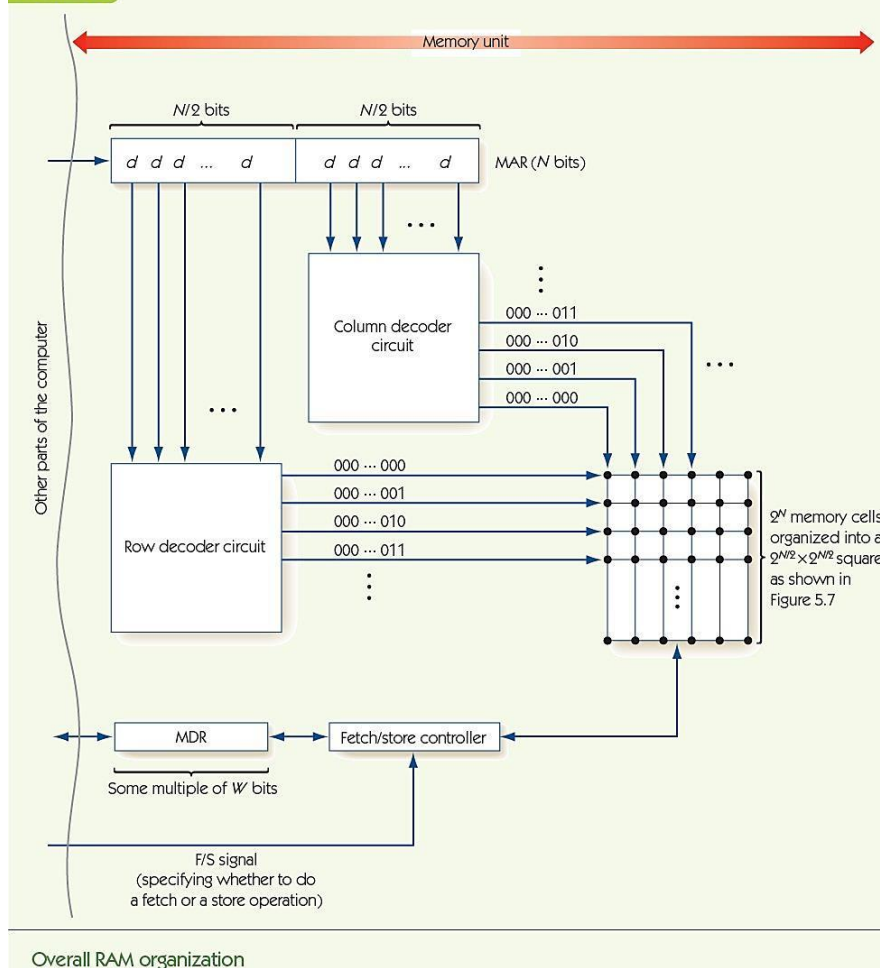 Memory unit
N/2 bits
N/2 bits
d d d ... d
d d d ... d
MAR (N bits)
...
Column decoder
circuit
⋮
000 ... 011
000 ... 010
000 ... 001
000 ... 000
...
Other parts of the computer
...
Row decoder circuit
000 ... 000
000 ... 001
000 ... 010
000 ... 011
⋮
⋮
2^N memory cells
organized into a
2^N/2 × 2^N/2 square
as shown in
Figure 5.7
MDR
Fetch/store controller
Some multiple of W bits
F/S signal
(specifying whether to do
a fetch or a store operation)
Overall RAM organization